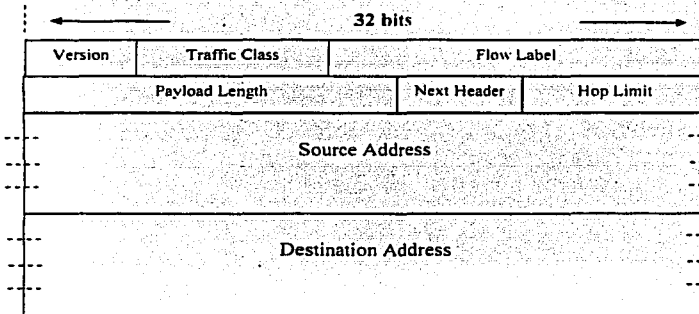 32 bits
Version Traffic Class Flow Label
Payload Length Next Header Hop Limit
Source Address
Destination Address